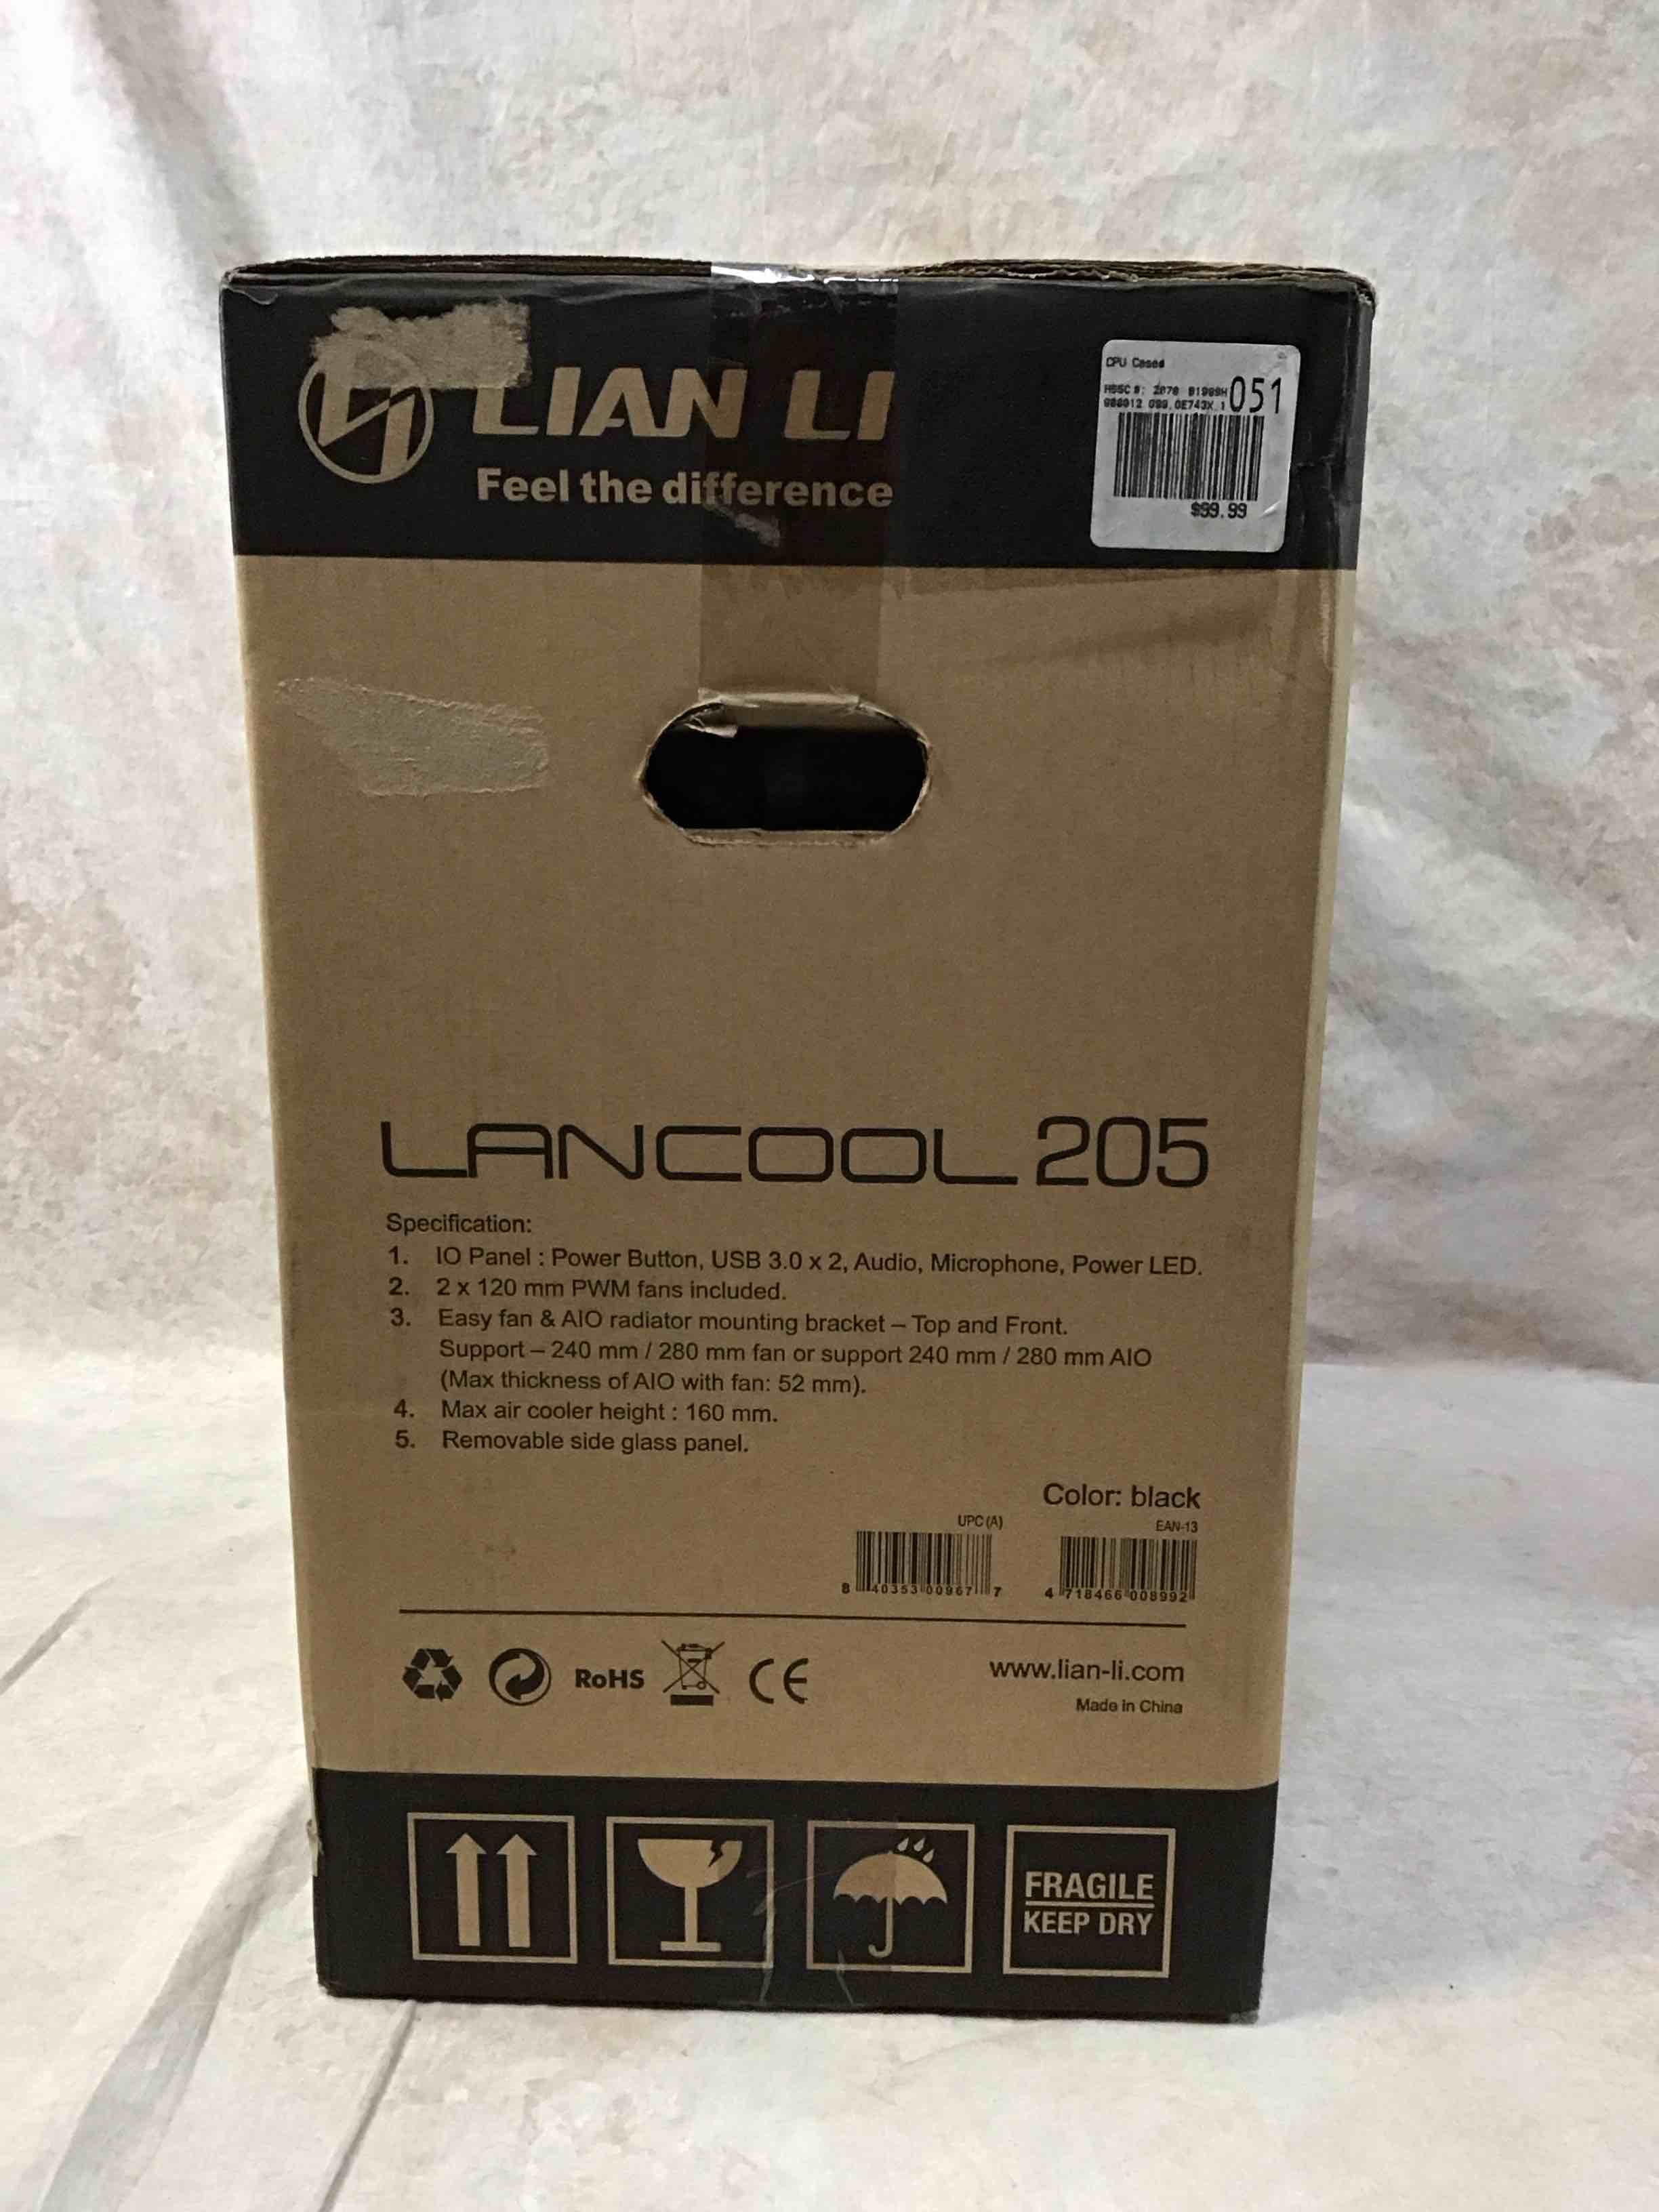 LIAN LI
Feel the difference
CPU Cases
051
$99.99
LANCOOL 205
Specification:
1. IO Panel : Power Button, USB 3.0 x 2, Audio, Microphone, Power LED.
2. 2 x 120 mm PWM fans included.
3. Easy fan & AIO radiator mounting bracket – Top and Front.
Support – 240 mm / 280 mm fan or support 240 mm / 280 mm AIO
(Max thickness of AIO with fan: 52 mm).
4. Max air cooler height : 160 mm.
5. Removable side glass panel.
Color: black
UPC (A) EAN-13
8 40353 00967 7 4 718466 008992
RoHS CE www.lian-li.com
Made in China
FRAGILE
KEEP DRY